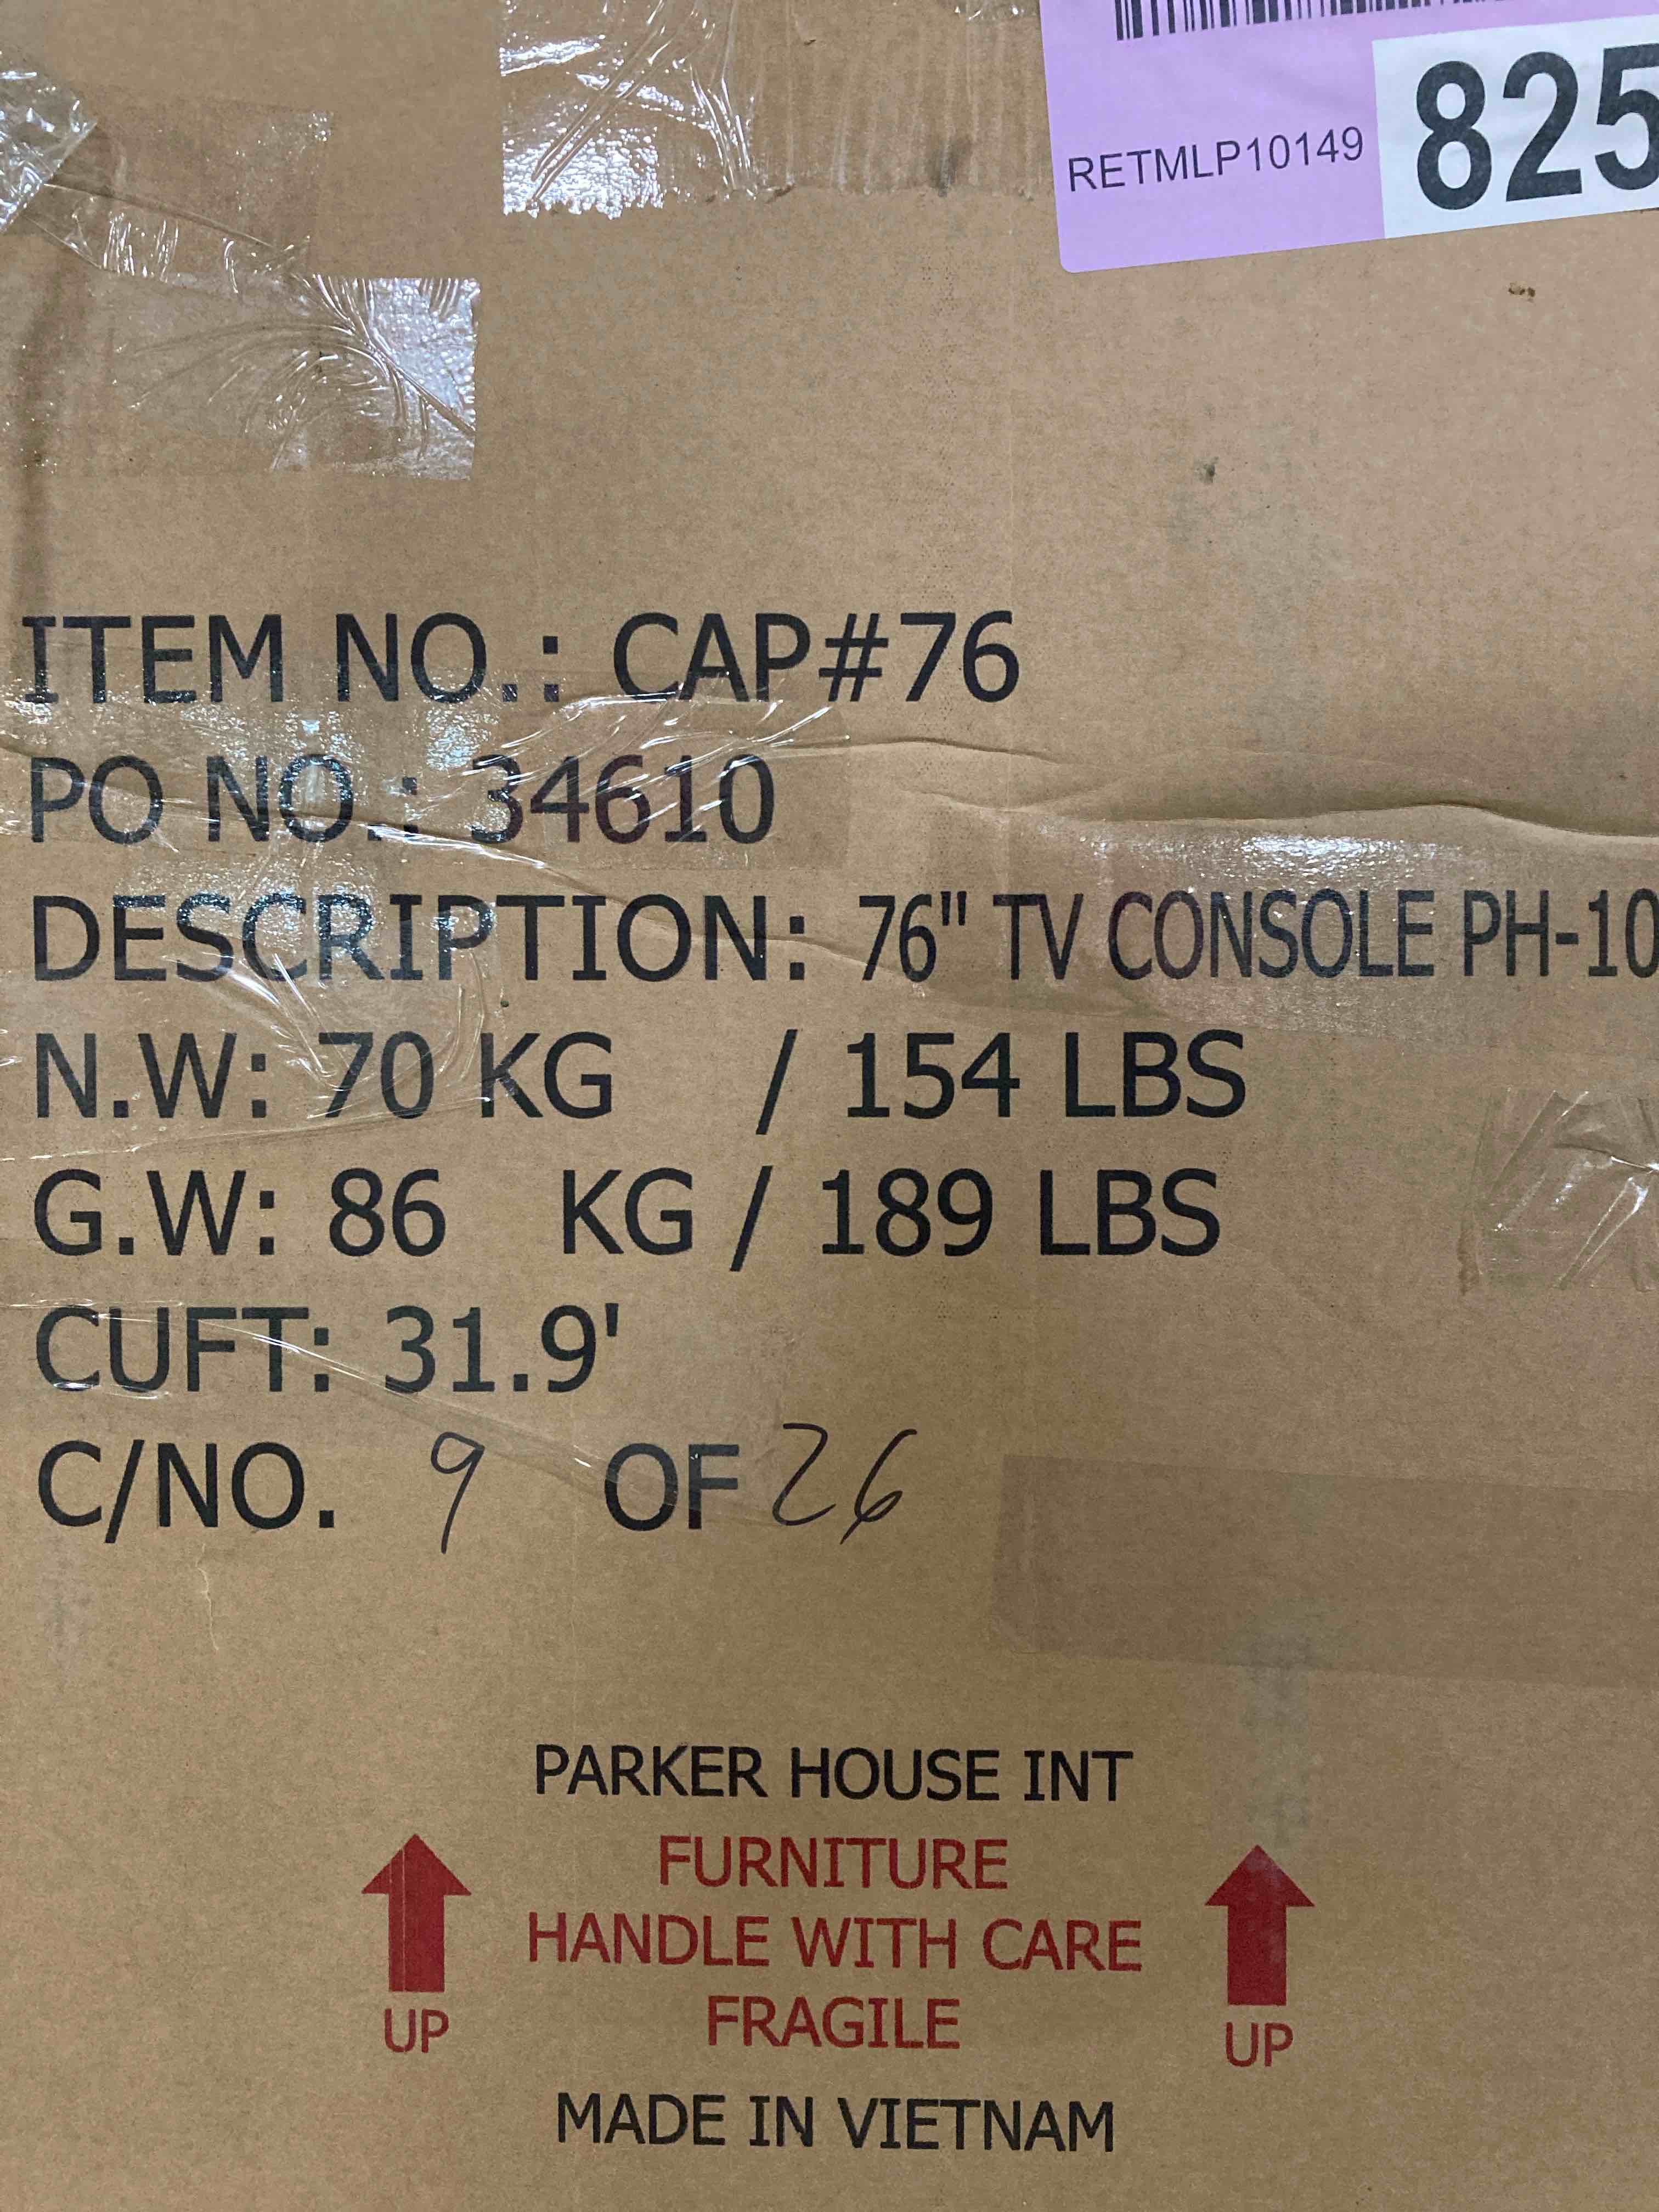 RETMLP10149
825
ITEM NO.: CAP#76
PO NO.: 34610
DESCRIPTION: 76" TV CONSOLE PH-10
N.W: 70 KG / 154 LBS
G.W: 86 KG / 189 LBS
CUFT: 31.9'
C/NO. 9 OF 26
PARKER HOUSE INT
FURNITURE
HANDLE WITH CARE
FRAGILE
UP
UP
MADE IN VIETNAM